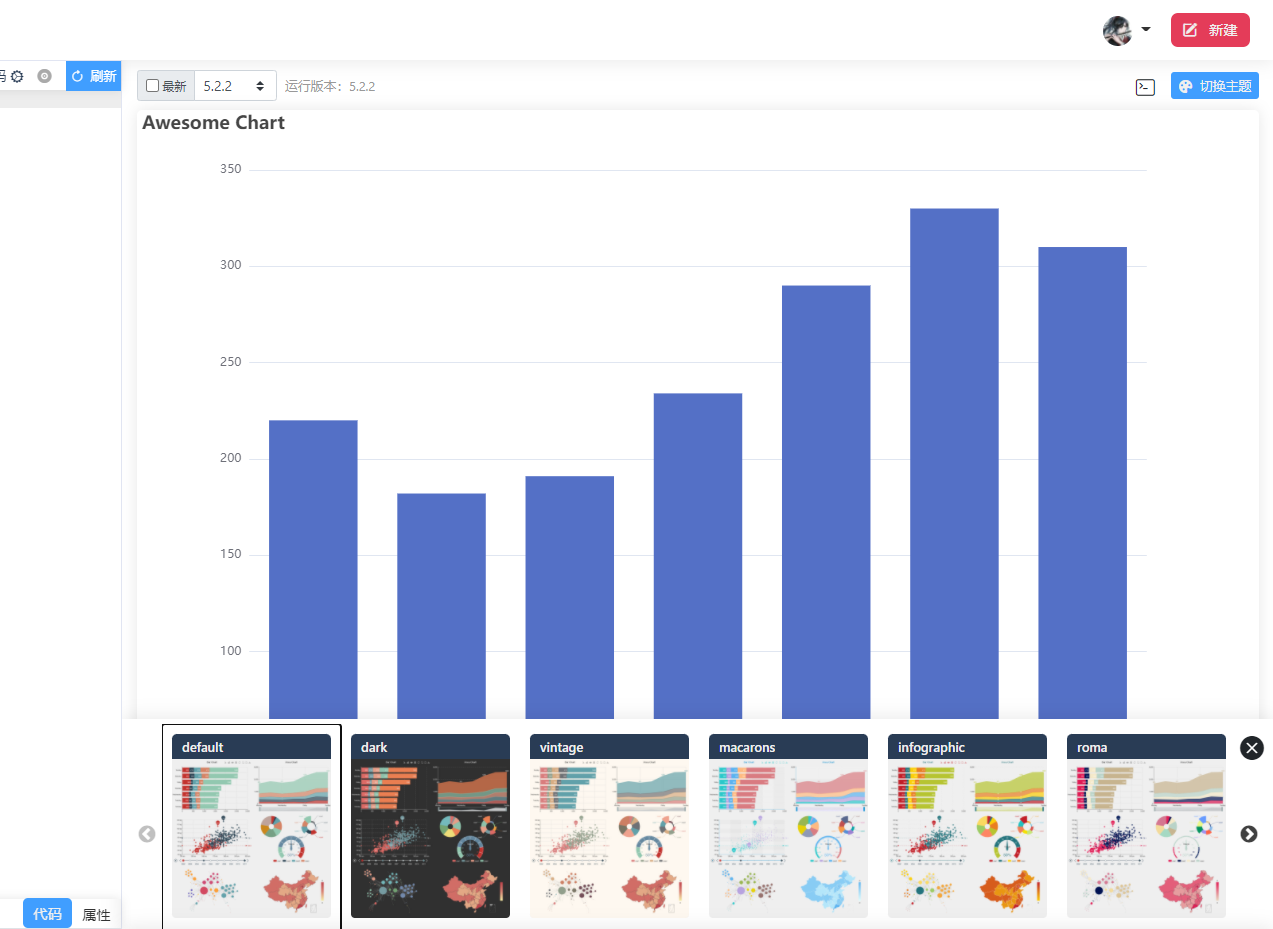 新建
刷新
最新
5.2.2
运行版本：5.2.2
切换主题
Awesome Chart
350
300
250
200
150
100
default
dark
vintage
macarons
infographic
roma
代码
属性